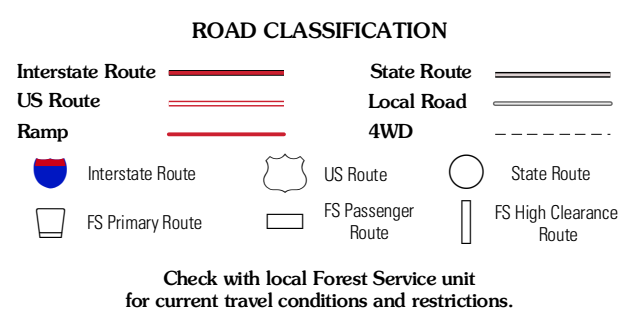 ROAD CLASSIFICATION
Interstate Route
State Route
US Route
Local Road
Ramp
4WD
Interstate Route
US Route
State Route
FS Primary Route
FS Passenger
Route
FS High Clearance
Route
Check with local Forest Service unit
for current travel conditions and restrictions.